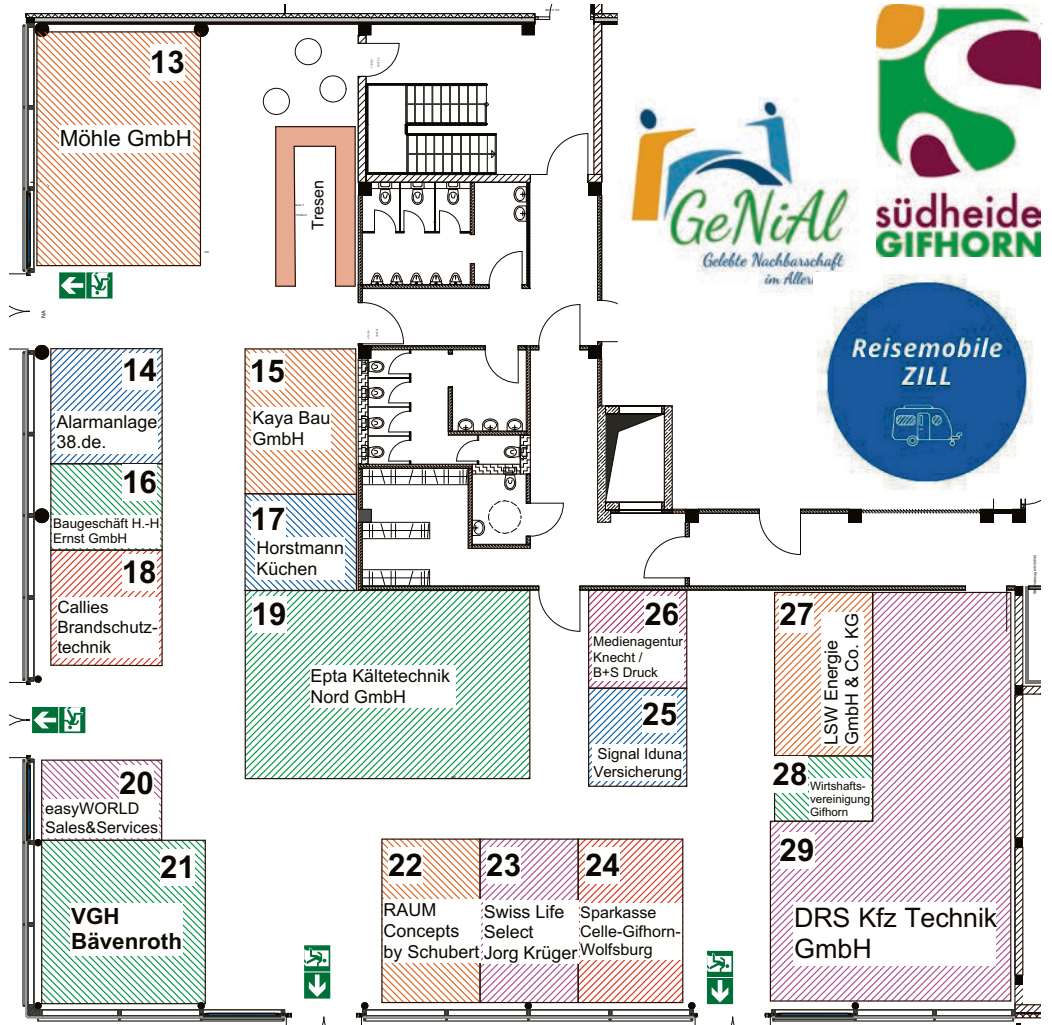 13
Möhle GmbH
Tresen
GeNiAl
Gelebte Nachbarschaft
im Aller
südheide
GIFHORN
Reisemobile
ZILL
14
Alarmanlage
38.de.
15
Kaya Bau
GmbH
16
Baugeschäft H.-H
Ernst GmbH
17
Horstmann
Küchen
18
Callies
Brandschutz-
technik
19
Epta Kältetechnik
Nord GmbH
26
Medienagentur
Knecht /
B+S Druck
25
Signal Iduna
Versicherung
27
LSW Energie
GmbH & Co. KG
28
Wirtshafts-
vereinigung
Gifhorn
29
DRS Kfz Technik
GmbH
20
easyWORLD
Sales&Services
21
VGH
Bävenroth
22
RAUM
Concepts
by Schubert
23
Swiss Life
Select
Jorg Krüger
24
Sparkasse
Celle-Gifhorn-
Wolfsburg